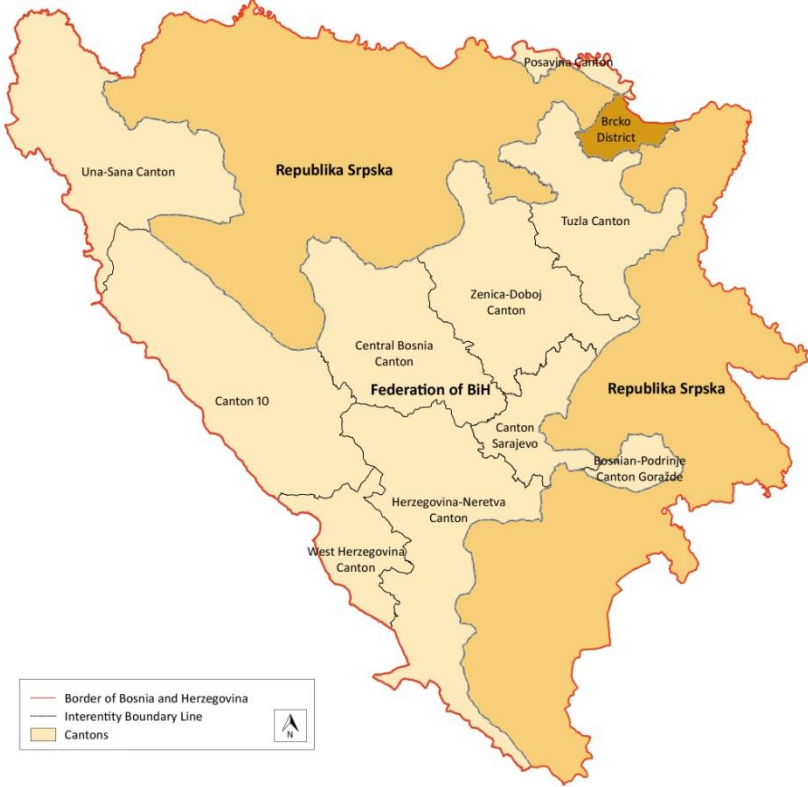 Posavina Canton
Brcko
District
Una-Sana Canton
Republika Srpska
Tuzla Canton
Zenica-Doboj
Canton
Central Bosnia
Canton
Federation of BiH
Republika Srpska
Canton 10
Canton
Sarajevo
Bosnian-Podrinje
Canton Goražde
Herzegovina-Neretva
Canton
West Herzegovina
Canton
Border of Bosnia and Herzegovina
Interentity Boundary Line
Cantons
N